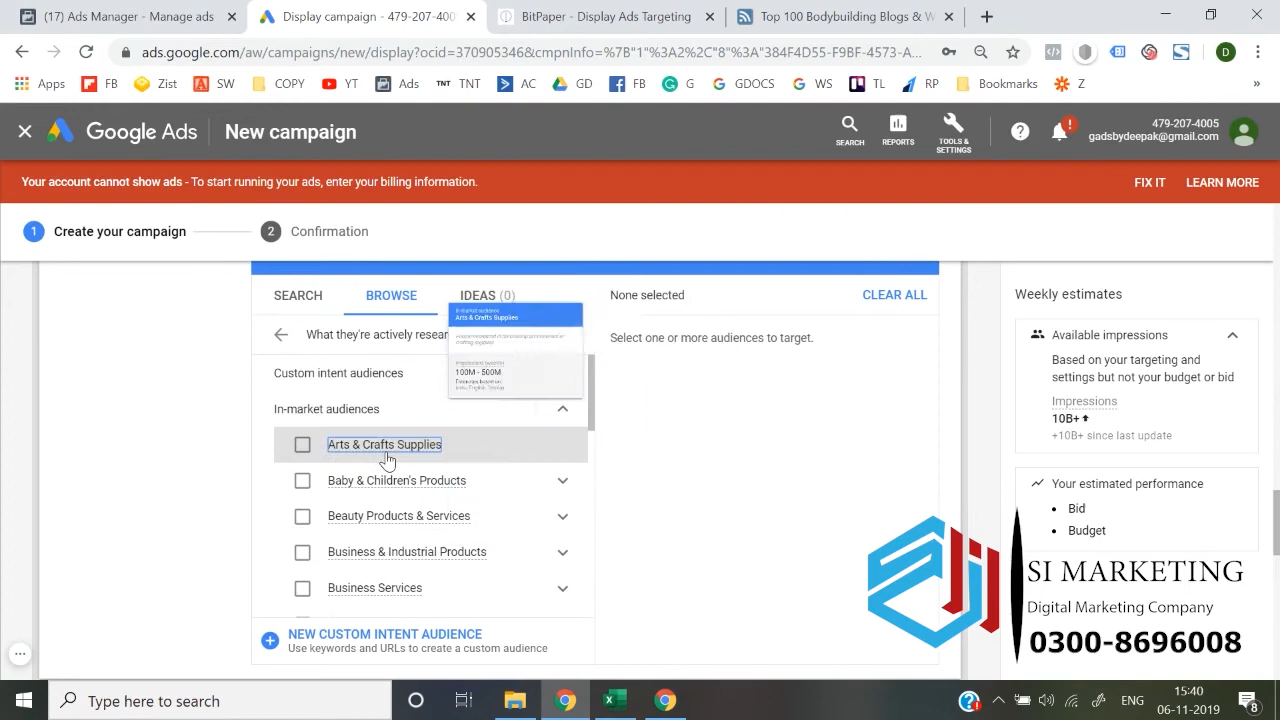 (17) Ads Manager - Manage ads
Display campaign - 479-207-400
BitPaper - Display Ads Targeting
Top 100 Bodybuilding Blogs & W
ads.google.com/aw/campaigns/new/display?ocid=370905346&cmpnInfo=%7B"1"%3A2%2C"8"%3A"384F4D55-F9BF-4573-A...
D
Apps
FB
Zist
SW
COPY
YT
Ads
TNT TNT
AC
GD
FB
G
GDOCS
WS
TL
RP
Bookmarks
Z
»
Google Ads
New campaign
SEARCH
REPORTS
TOOLS &
SETTINGS
479-207-4005
gadsbydeepak@gmail.com
Your account cannot show ads - To start running your ads, enter your billing information.
FIX IT
LEARN MORE
1 Create your campaign
2 Confirmation
SEARCH
BROWSE
IDEAS (0)
None selected
CLEAR ALL
What they're actively resear
Select one or more audiences to target.
In-market audience
Arts & Crafts Supplies
100M - 500M
Custom intent audiences
In-market audiences
Arts & Crafts Supplies
Baby & Children's Products
Beauty Products & Services
Business & Industrial Products
Business Services
NEW CUSTOM INTENT AUDIENCE
Use keywords and URLs to create a custom audience
Weekly estimates
Available impressions
Based on your targeting and
settings but not your budget or bid
Impressions
10B+
+10B+ since last update
Your estimated performance
• Bid
• Budget
SI MARKETING
Digital Marketing Company
0300-8696008
Type here to search
ENG
15:40
06-11-2019
8